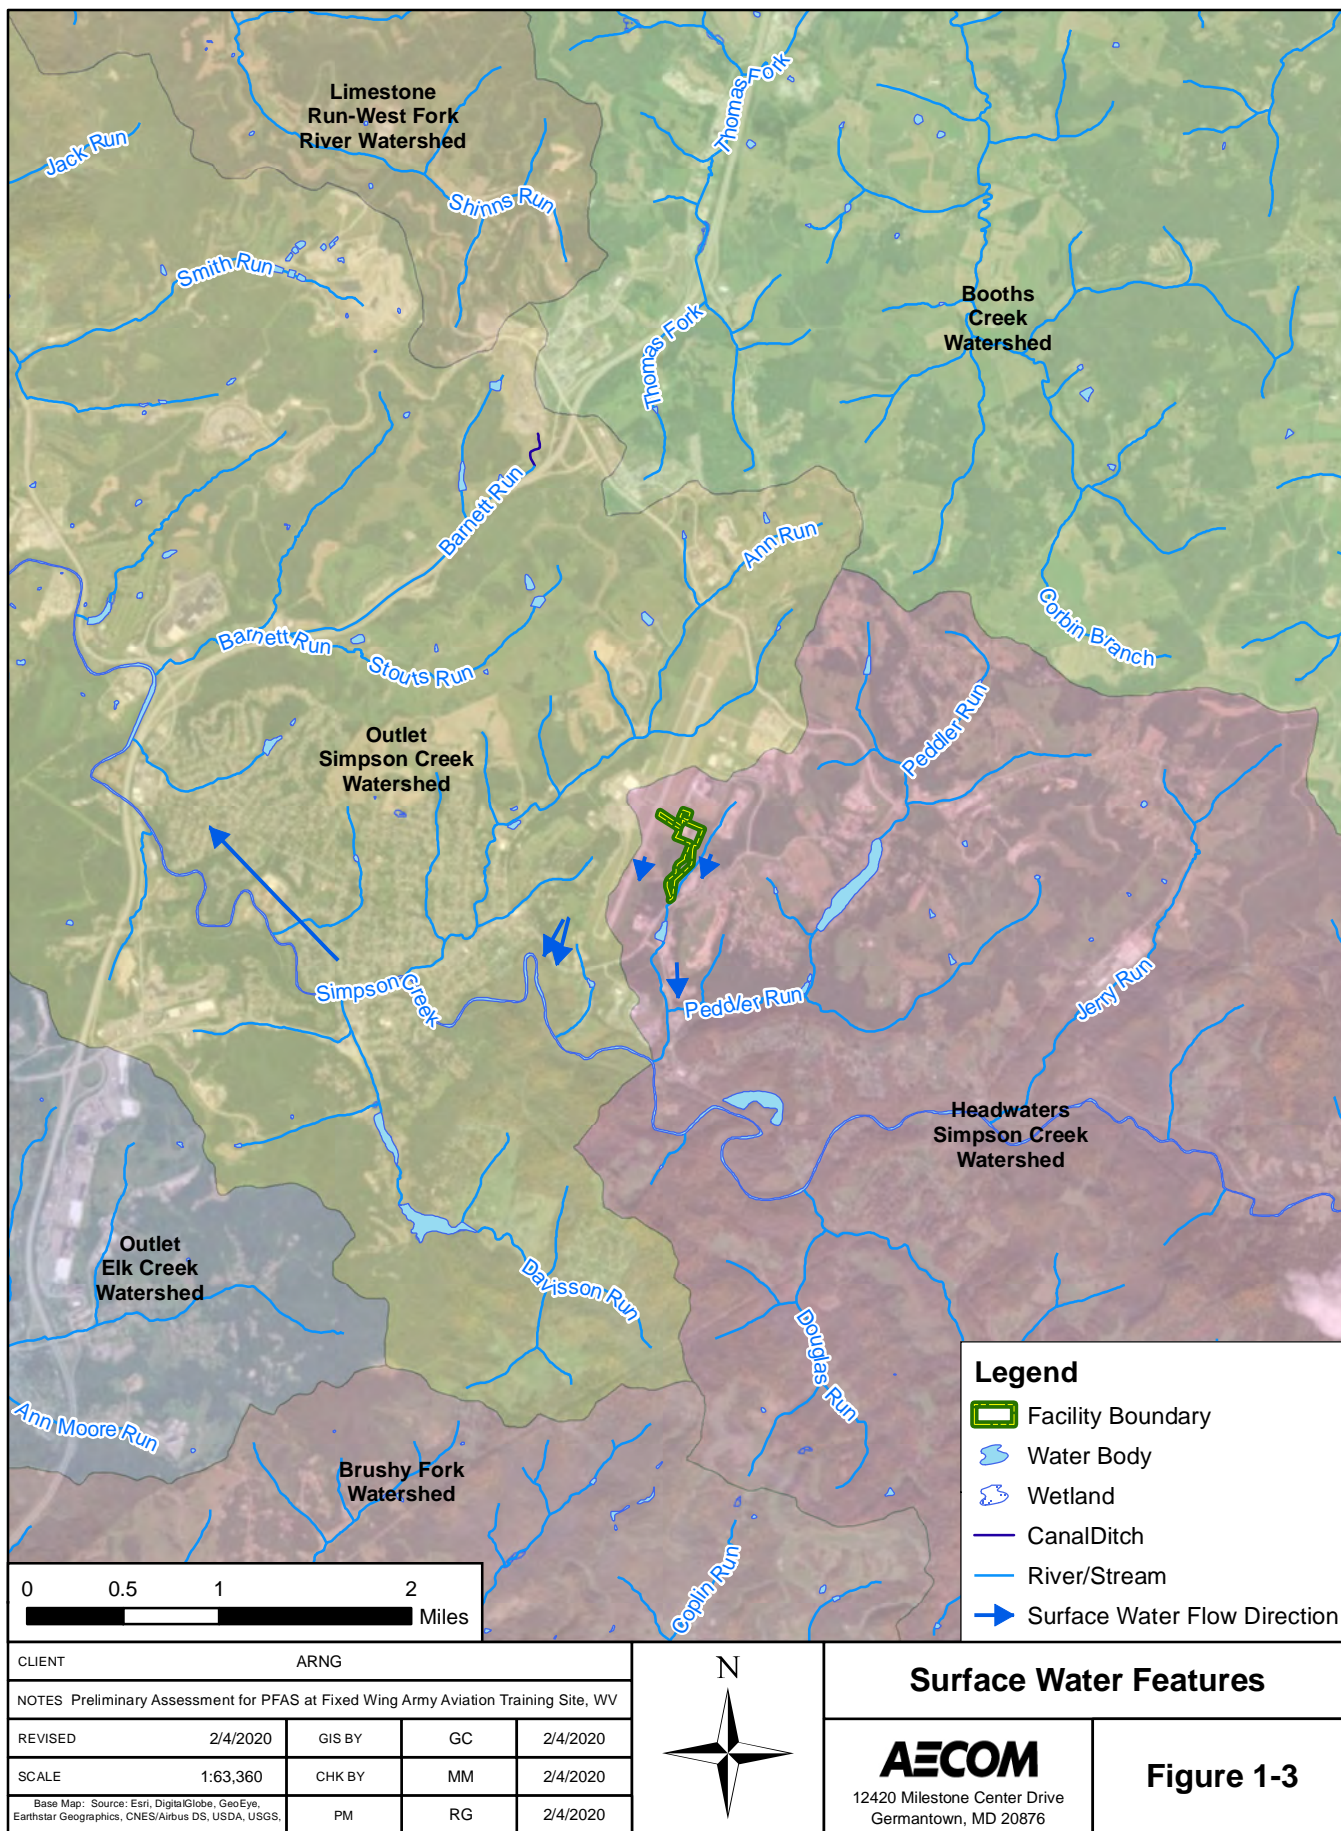 Limestone
Run-West Fork
River Watershed
Thomas Fork
Jack Run
Shinns Run
Smith Run
Booths
Creek
Watershed
Thomas Fork
Barnett Run
Ann Run
Corbin Branch
Barnett Run
Stouts Run
Peddler Run
Outlet
Simpson Creek
Watershed
Simpson Creek
Peddler Run
Jerry Run
Headwaters
Simpson Creek
Watershed
Outlet
Elk Creek
Watershed
Davisson Run
Douglas Run
Ann Moore Run
Brushy Fork
Watershed
Coplin Run
Legend
Facility Boundary
Water Body
Wetland
CanalDitch
River/Stream
Surface Water Flow Direction
0 0.5 1 2
Miles
CLIENT ARNG
NOTES Preliminary Assessment for PFAS at Fixed Wing Army Aviation Training Site, WV
REVISED 2/4/2020 GIS BY GC 2/4/2020
SCALE 1:63,360 CHK BY MM 2/4/2020
Base Map: Source: Esri, DigitalGlobe, GeoEye,
Earthstar Geographics, CNES/Airbus DS, USDA, USGS,
PM RG 2/4/2020
N
Surface Water Features
AECOM
12420 Milestone Center Drive
Germantown, MD 20876
Figure 1-3